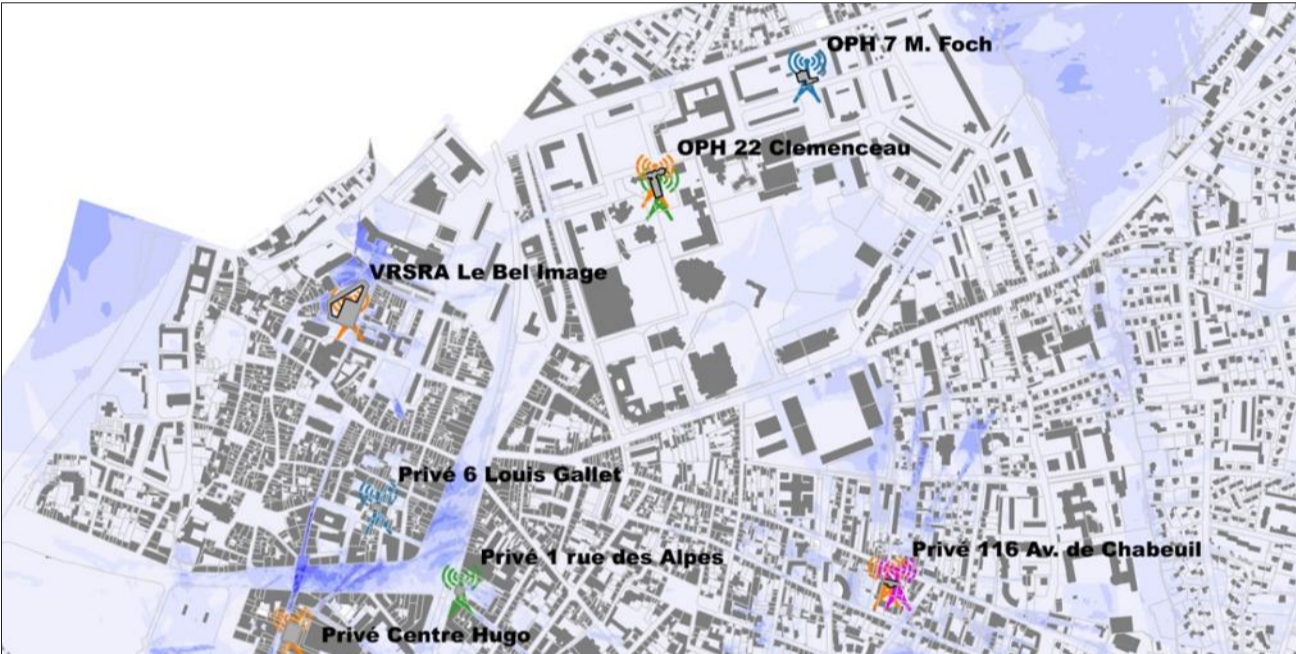 OPH 7 M. Foch
OPH 22 Clemenceau
VRSRA Le Bel Image
Privé 6 Louis Gallet
Privé 116 Av. de Chabeuil
Privé 1 rue des Alpes
Privé Centre Hugo